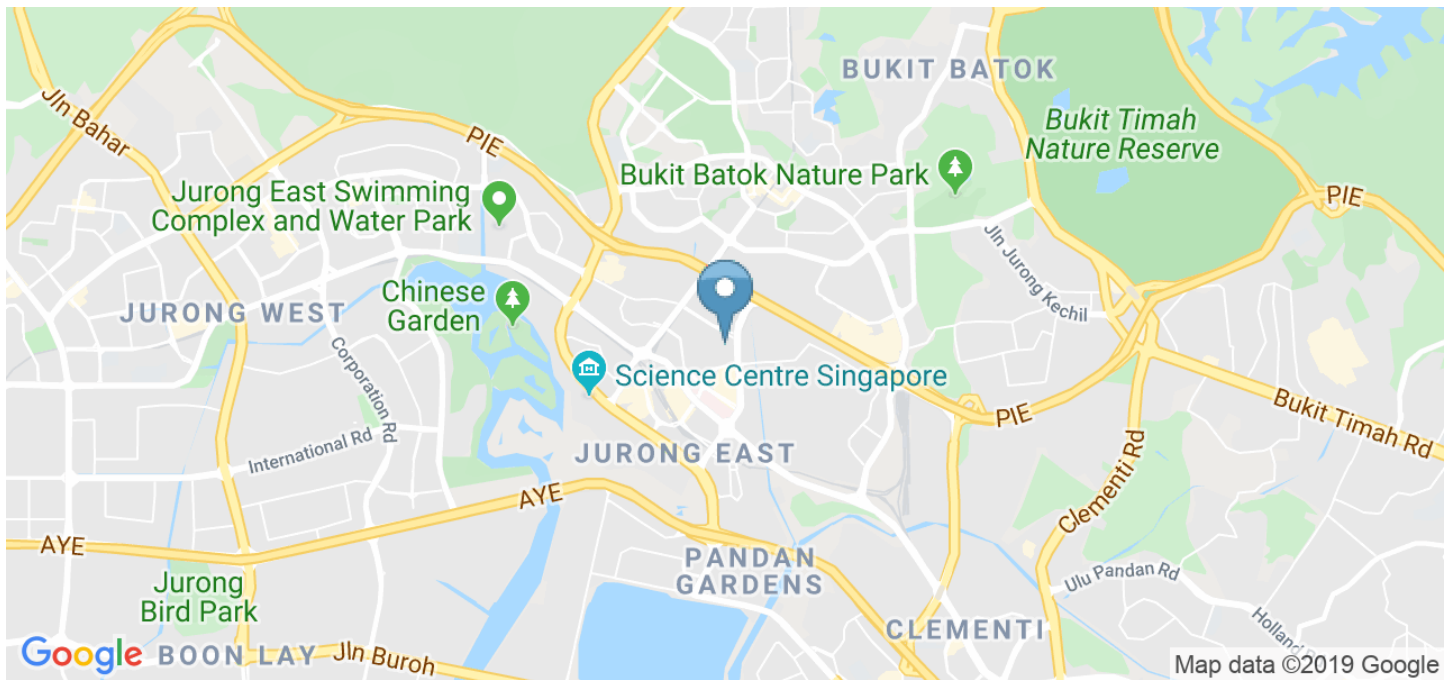 BUKIT BATOK
Jln Bahar
PIE
Bukit Timah
Nature Reserve
Bukit Batok Nature Park
Jurong East Swimming
Complex and Water Park
PIE
Jln Jurong Kechil
Chinese
Garden
JURONG WEST
Corporation Rd
Science Centre Singapore
PIE
Bukit Timah Rd
International Rd
JURONG EAST
Clementi Rd
AYE
AYE
PANDAN
GARDENS
Ulu Pandan Rd
Jurong
Bird Park
Holland
CLEMENTI
Google
BOON LAY
Jln Buroh
Map data ©2019 Google